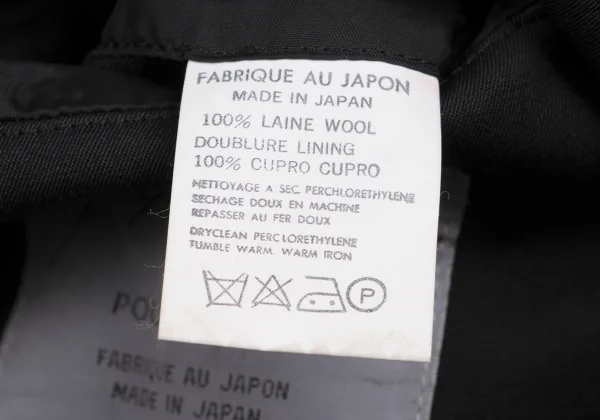 FABRIQUE AU JAPON
MADE IN JAPAN
100% LAINE WOOL
DOUBLURE LINING
100% CUPRO CUPRO
NETTOYAGE A SEC. PERCHLORETHYLENE
SECHAGE DOUX EN MACHINE
REPASSER AU FER DOUX
DRYCLEAN PERCLORETHYLENE
TUMBLE WARM. WARM IRON
P
FABRIQUE AU JAPON
MADE IN JAPAN